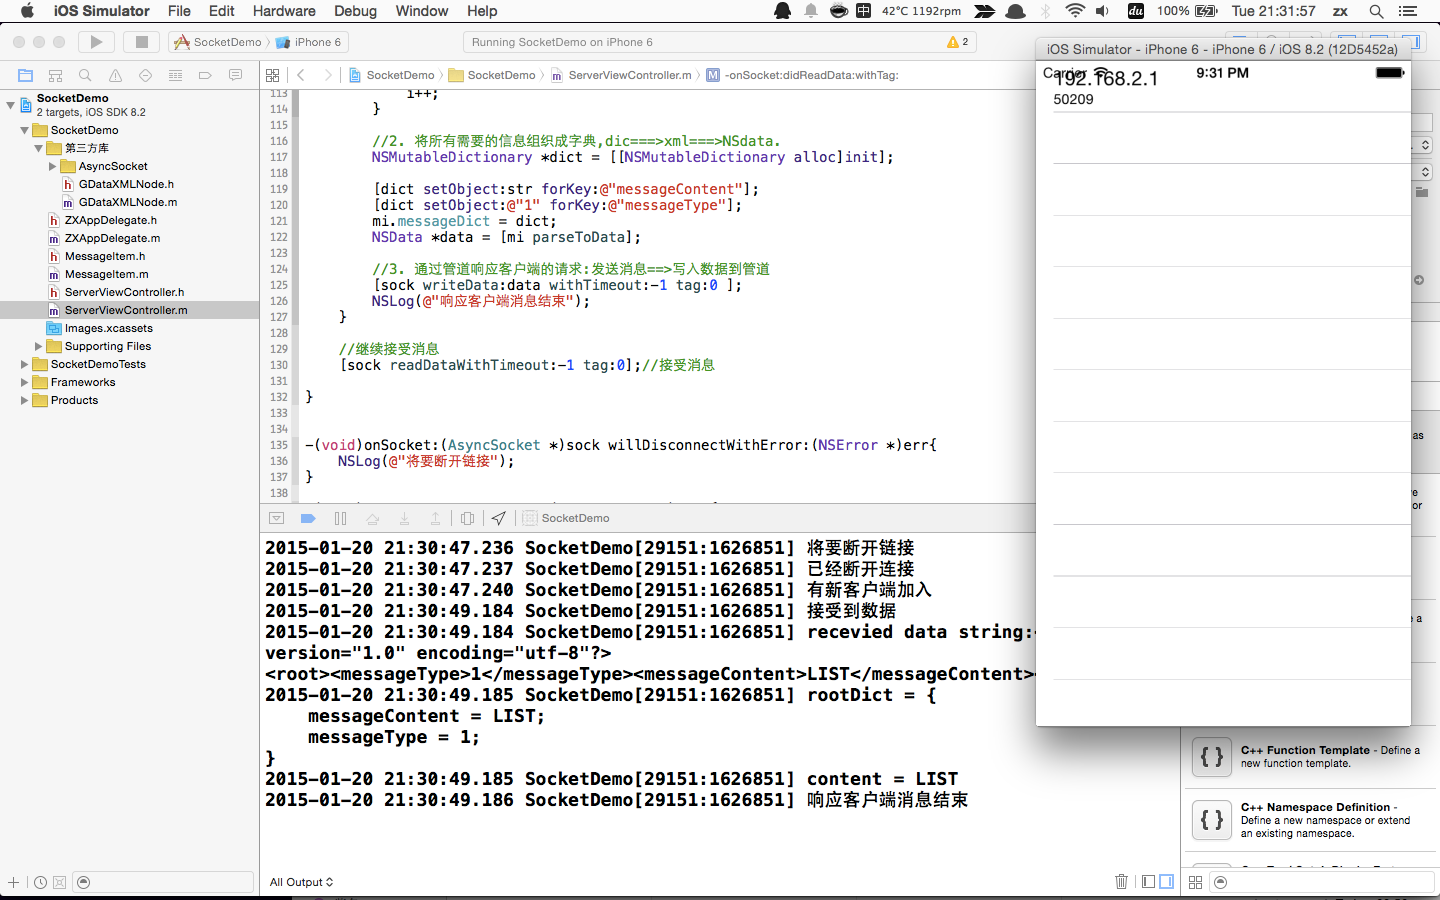 iOS Simulator File Edit Hardware Debug Window Help
中 42°C 1192rpm du 100% Tue 21:31:57 zx
SocketDemo iPhone 6
Running SocketDemo on iPhone 6
2
iOS Simulator - iPhone 6 - iPhone 6 / iOS 8.2 (12D5452a)
SocketDemo SocketDemo ServerViewController.m M -onSocket:didReadData:withTag:
Carrier 9:31 PM
192.168.2.1
50209
SocketDemo
2 targets, iOS SDK 8.2
SocketDemo
第三方库
AsyncSocket
h GDataXMLNode.h
m GDataXMLNode.m
h ZXAppDelegate.h
m ZXAppDelegate.m
h MessageItem.h
m MessageItem.m
h ServerViewController.h
m ServerViewController.m
Images.xcassets
Supporting Files
SocketDemoTests
Frameworks
Products
113 i++;
114 }
115
116 //2. 将所有需要的信息组织成字典,dic===>xml===>NSdata.
117 NSMutableDictionary *dict = [[NSMutableDictionary alloc]init];
118
119 [dict setObject:str forKey:@"messageContent"];
120 [dict setObject:@"1" forKey:@"messageType"];
121 mi.messageDict = dict;
122 NSData *data = [mi parseToData];
123
124 //3. 通过管道响应客户端的请求:发送消息==>写入数据到管道
125 [sock writeData:data withTimeout:-1 tag:0 ];
126 NSLog(@"响应客户端消息结束");
127 }
128
129 //继续接受消息
130 [sock readDataWithTimeout:-1 tag:0];//接受消息
131
132 }
133
134
135 -(void)onSocket:(AsyncSocket *)sock willDisconnectWithError:(NSError *)err{
136 NSLog(@"将要断开链接");
137 }
138
SocketDemo
2015-01-20 21:30:47.236 SocketDemo[29151:1626851] 将要断开链接
2015-01-20 21:30:47.237 SocketDemo[29151:1626851] 已经断开连接
2015-01-20 21:30:47.240 SocketDemo[29151:1626851] 有新客户端加入
2015-01-20 21:30:49.184 SocketDemo[29151:1626851] 接受到数据
2015-01-20 21:30:49.184 SocketDemo[29151:1626851] recevied data string:
version="1.0" encoding="utf-8"?>
<root><messageType>1</messageType><messageContent>LIST</messageContent>
2015-01-20 21:30:49.185 SocketDemo[29151:1626851] rootDict = {
messageContent = LIST;
messageType = 1;
}
2015-01-20 21:30:49.185 SocketDemo[29151:1626851] content = LIST
2015-01-20 21:30:49.186 SocketDemo[29151:1626851] 响应客户端消息结束
All Output
as
re
or
e a
{ } C++ Function Template - Define a
new function template.
{ } C++ Namespace Definition -
Define a new namespace or extend
an existing namespace.